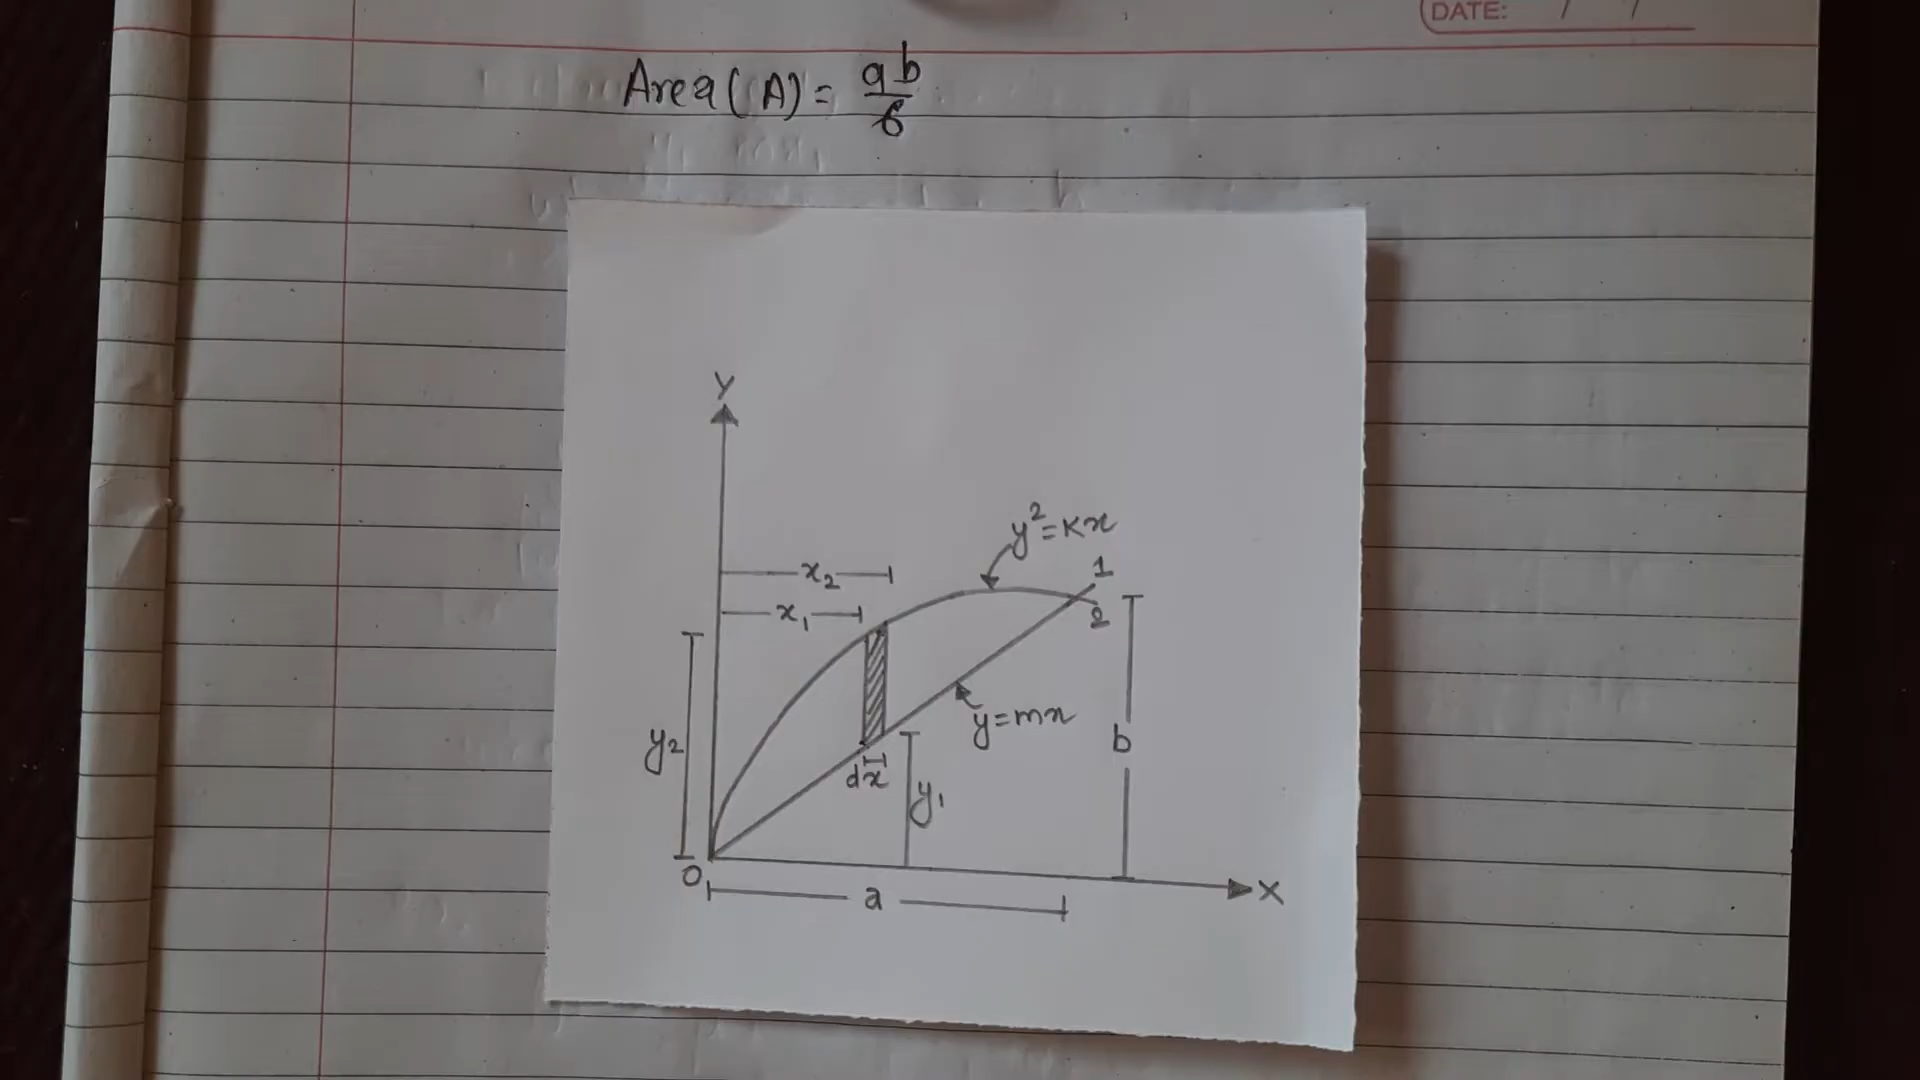 DATE: / /
Area(A) = ab/6
Y
y²=Kx
1
x₂
x₁
2
y=mx
y₂
b
dx
y₁
O
a
X